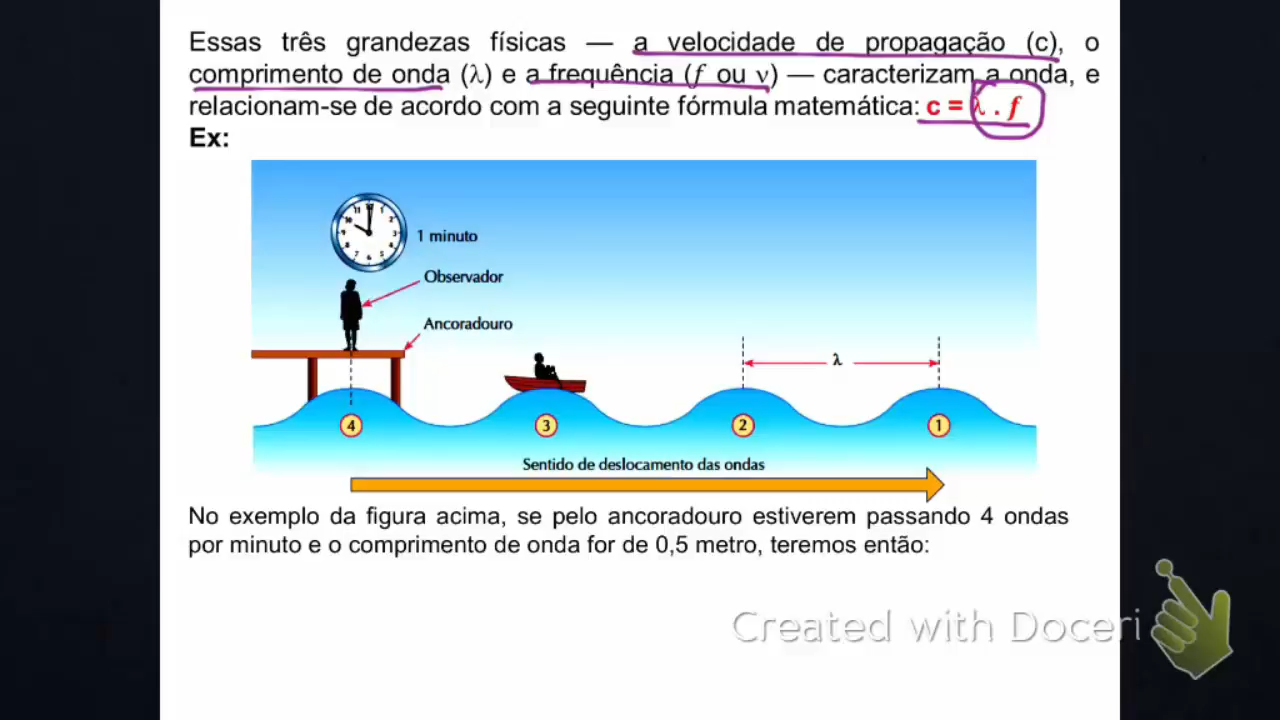 Essas três grandezas físicas — a velocidade de propagação (c), o
comprimento de onda (λ) e a frequência (f ou ν) — caracterizam a onda, e
relacionam-se de acordo com a seguinte fórmula matemática: c = λ . f
Ex:
1 minuto
Observador
Ancoradouro
λ
4 3 2 1
Sentido de deslocamento das ondas
No exemplo da figura acima, se pelo ancoradouro estiverem passando 4 ondas
por minuto e o comprimento de onda for de 0,5 metro, teremos então:
Created with Doceri